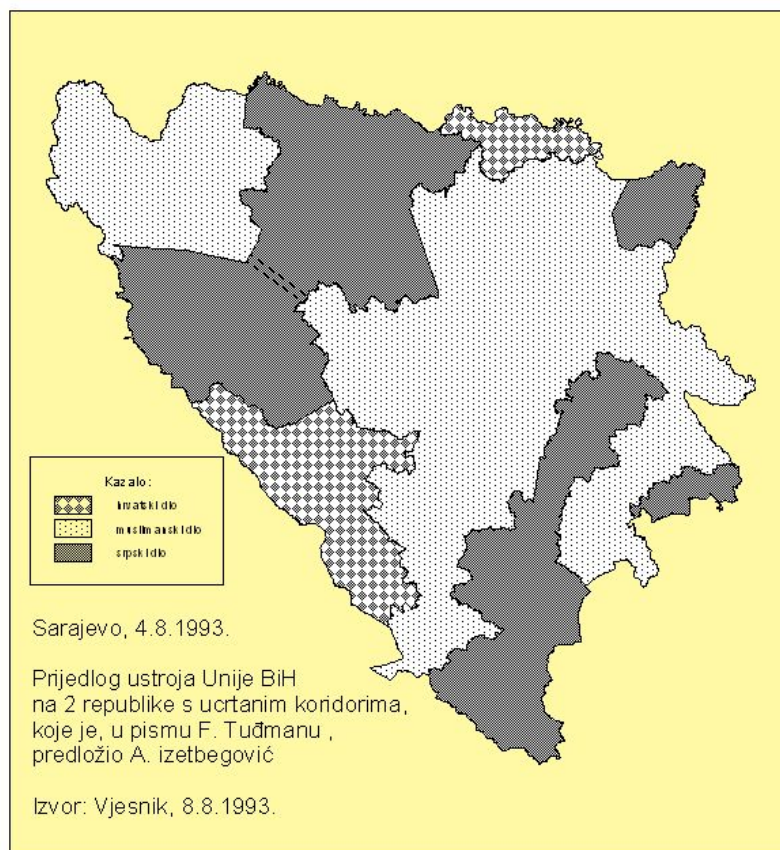 Kazalo:
hrvatski dio
muslimanski dio
srpski dio
Sarajevo, 4.8.1993.
Prijedlog ustroja Unije BiH
na 2 republike s ucrtanim koridorima,
koje je, u pismu F. Tuđmanu ,
predložio A. izetbegović
Izvor: Vjesnik, 8.8.1993.